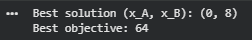 Best solution (x_A, x_B): (0, 8)
Best objective: 64